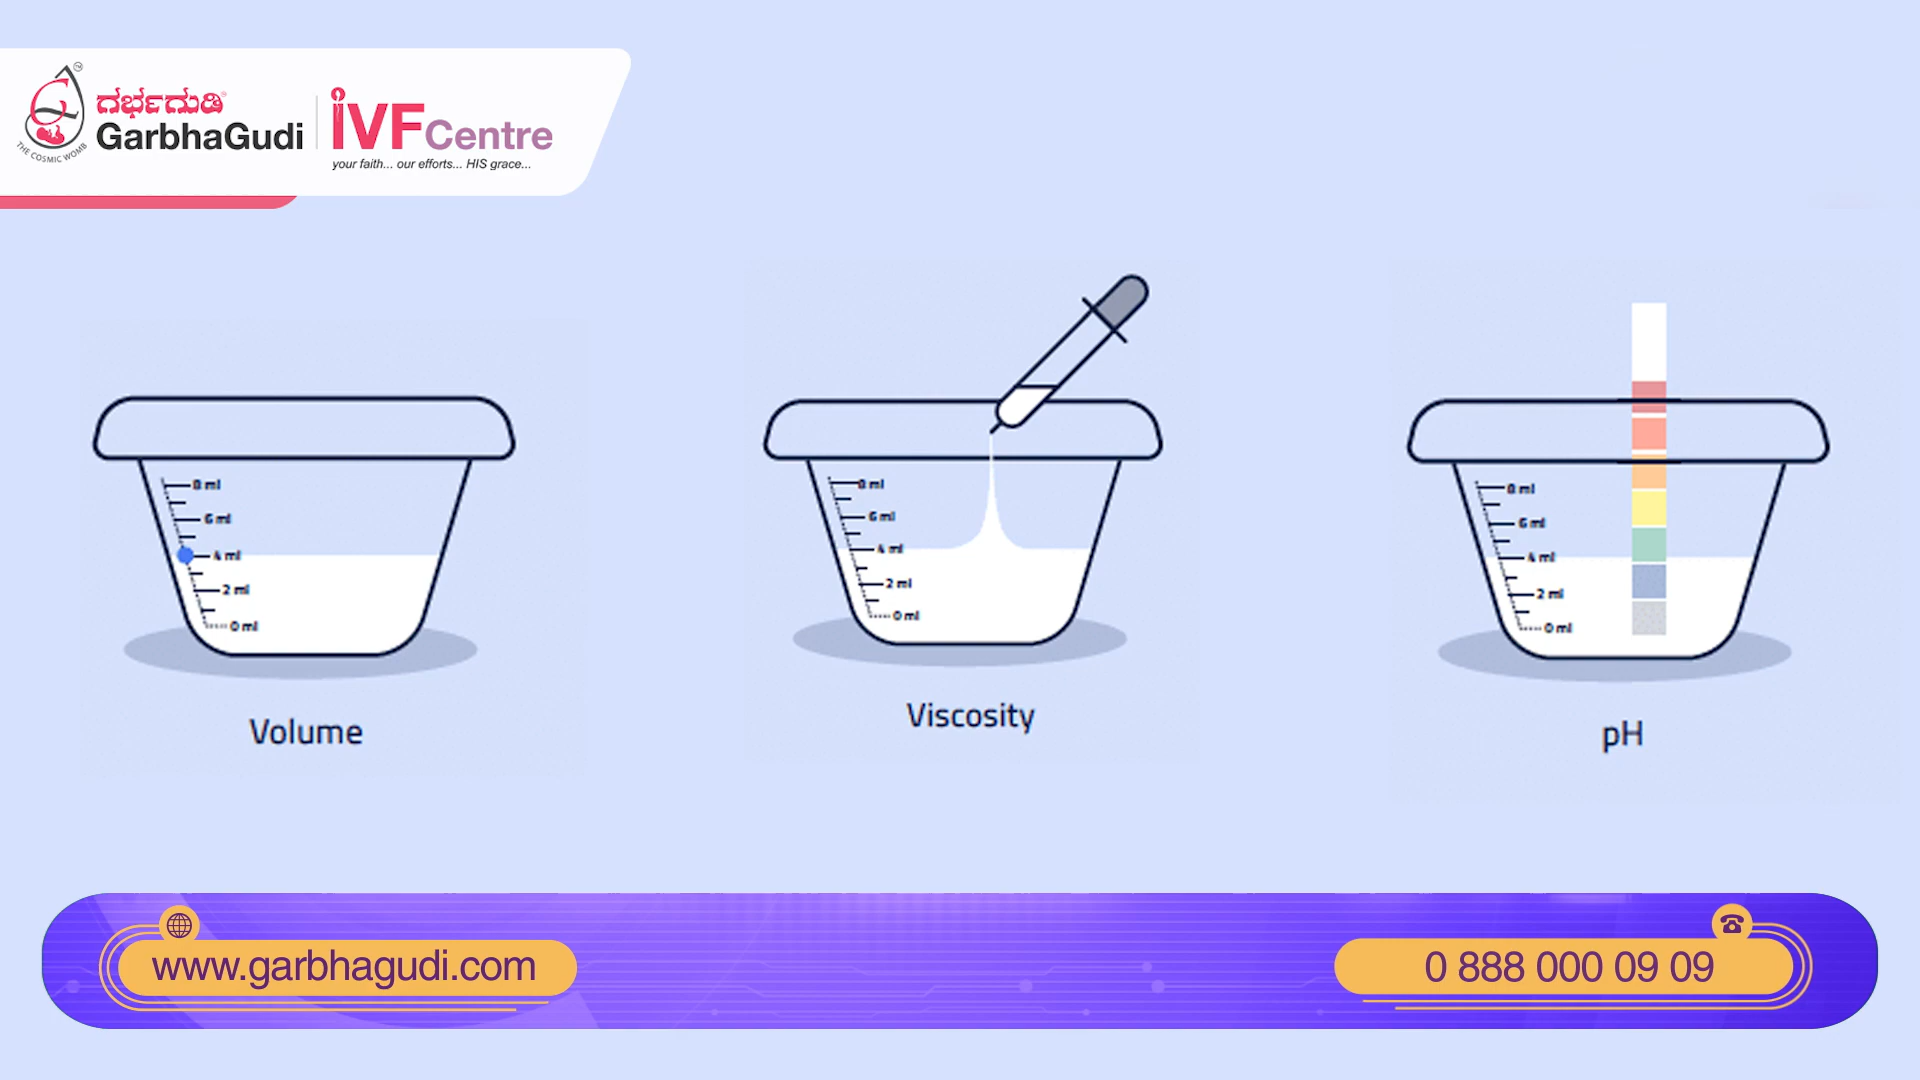 ಗರ್ಭಗುಡಿ
GarbhaGudi
THE COSMIC WOMB
iVF Centre
your faith... our efforts... HIS grace...
8 ml
6 ml
4 ml
2 ml
0 ml
Volume
8 ml
6 ml
4 ml
2 ml
0 ml
Viscosity
8 ml
6 ml
4 ml
2 ml
0 ml
pH
www.garbhagudi.com
0 888 000 09 09